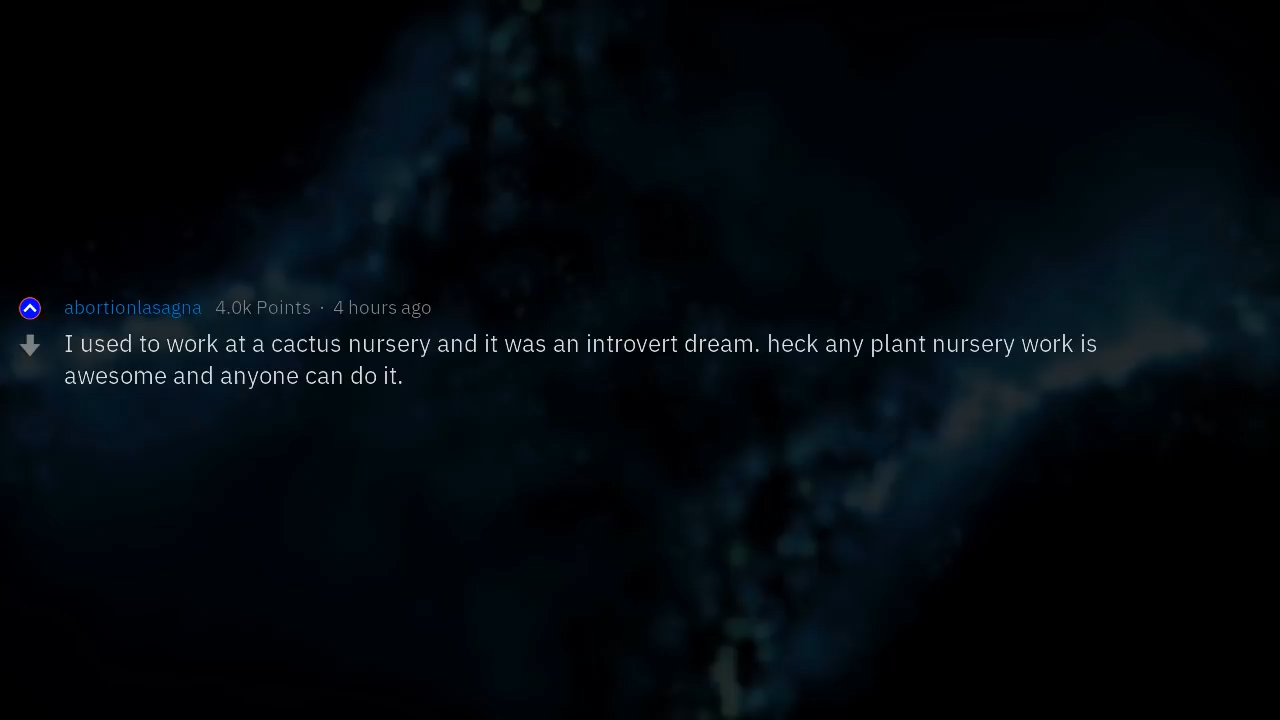 abortionlasagna 4.0k Points · 4 hours ago
I used to work at a cactus nursery and it was an introvert dream. heck any plant nursery work is
awesome and anyone can do it.